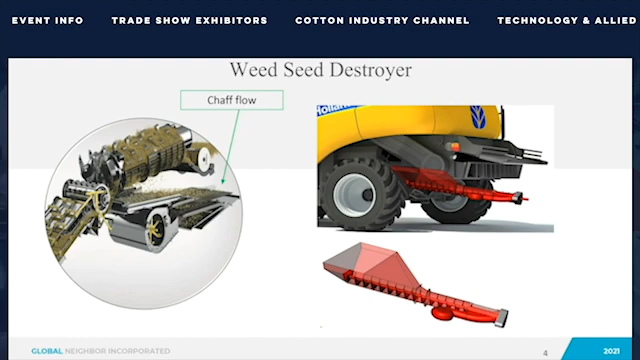 EVENT INFO TRADE SHOW EXHIBITORS COTTON INDUSTRY CHANNEL TECHNOLOGY & ALLIED
Weed Seed Destroyer
Chaff flow
Holland
GLOBAL NEIGHBOR INCORPORATED
4
2021